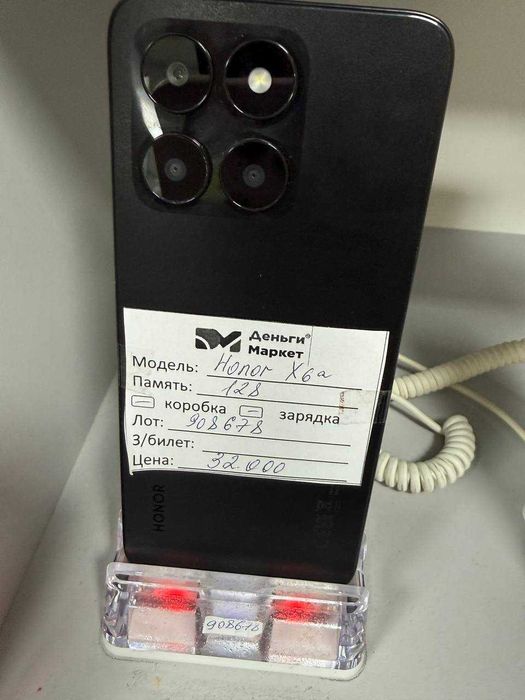 Деньги®
Маркет
Модель: Honor X6a
Память: 128
коробка зарядка
Лот: 908678
З/билет:
Цена: 32.000
HONOR
908678